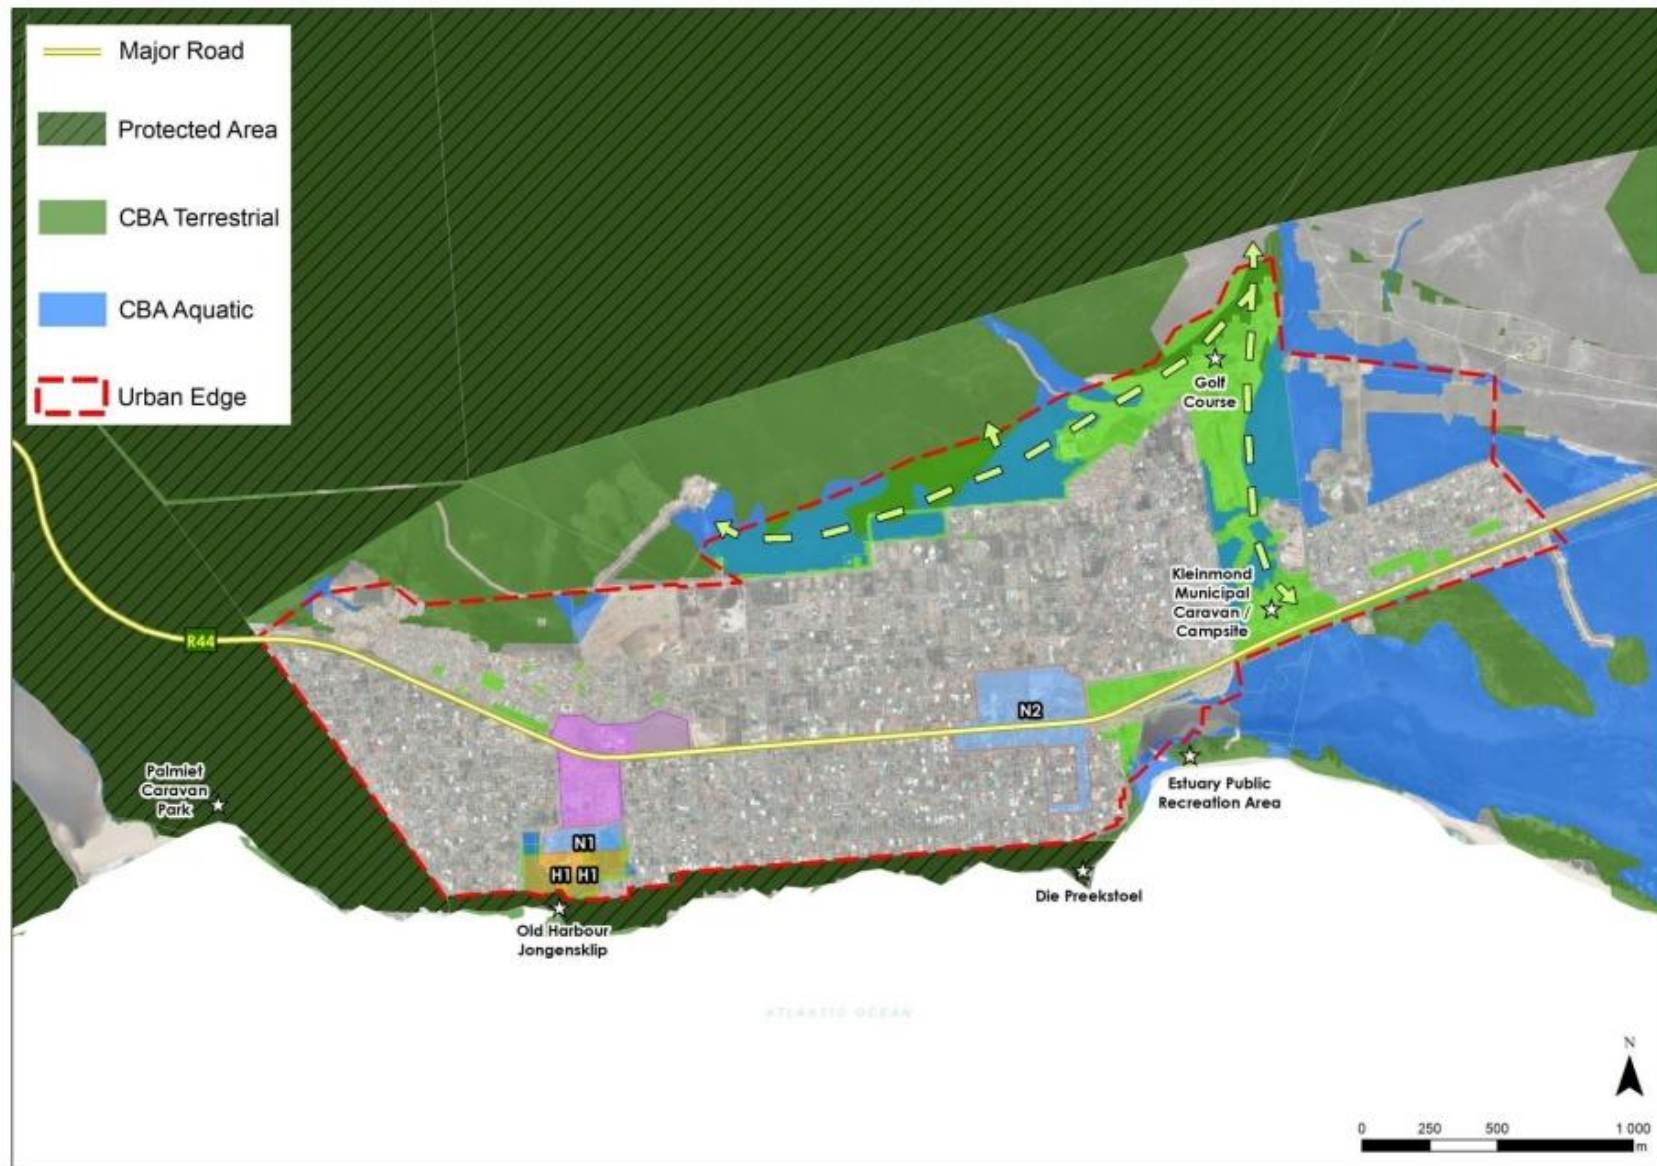 Major Road
Protected Area
CBA Terrestrial
CBA Aquatic
Urban Edge
Golf
Course
Kleinmond
Municipal
Caravan /
Campsite
R44
N2
Palmiet
Caravan
Park
Estuary Public
Recreation Area
N1
H1 H1
Die Preekstoel
Old Harbour
Jongensklip
ATLANTIC OCEAN
N
0 250 500 1 000
m